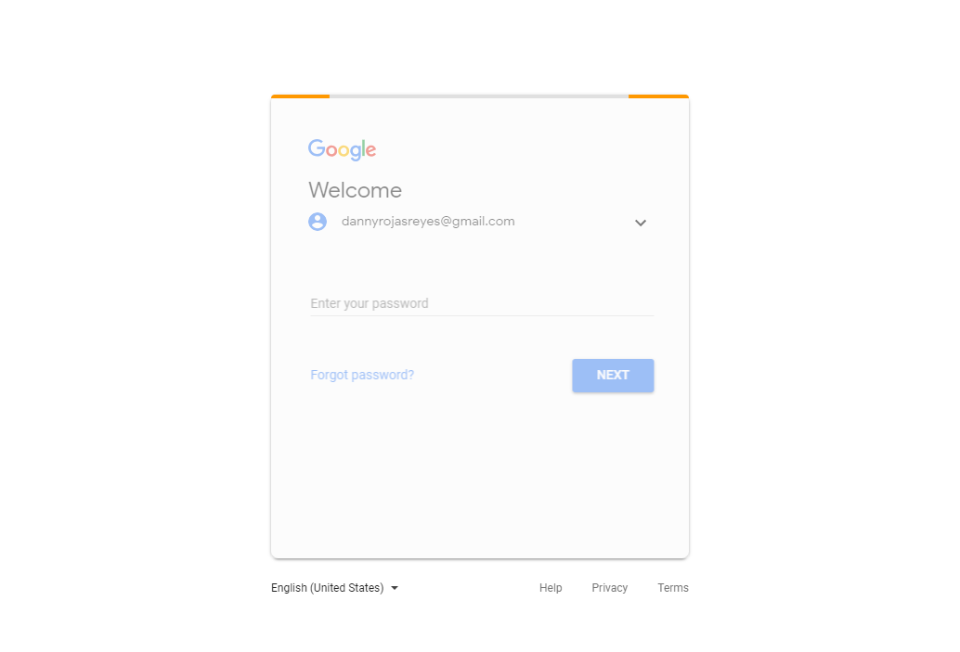 Google
Welcome
dannyrojasreyes@gmail.com
Enter your password
Forgot password?
NEXT
English (United States)
Help
Privacy
Terms